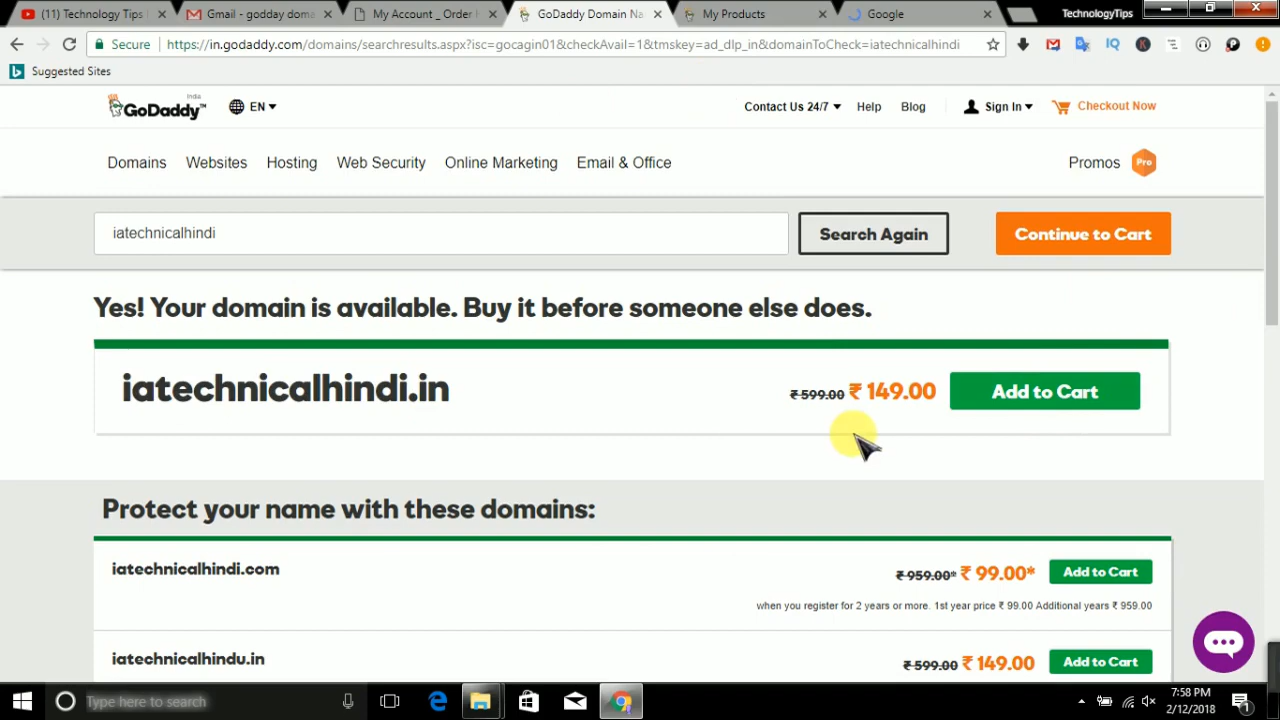 (11) Technology Tips
Gmail - godday dom
My Account, Order
GoDaddy Domain Na
My Products
Google
TechnologyTips
Secure
https://in.godaddy.com/domains/searchresults.aspx?isc=gocagin01&checkAvail=1&tmskey=ad_dlp_in&domainToCheck=iatechnicalhindi
Suggested Sites
India
GoDaddy™
EN
Contact Us 24/7
Help
Blog
Sign In
Checkout Now
Domains
Websites
Hosting
Web Security
Online Marketing
Email & Office
Promos
Pro
iatechnicalhindi
Search Again
Continue to Cart
Yes! Your domain is available. Buy it before someone else does.
iatechnicalhindi.in
₹ 599.00 ₹ 149.00
Add to Cart
Protect your name with these domains:
iatechnicalhindi.com
₹ 959.00* ₹ 99.00*
Add to Cart
when you register for 2 years or more. 1st year price ₹ 99.00 Additional years ₹ 959.00
iatechnicalhindu.in
₹ 599.00 ₹ 149.00
Add to Cart
Type here to search
7:58 PM
2/12/2018
1